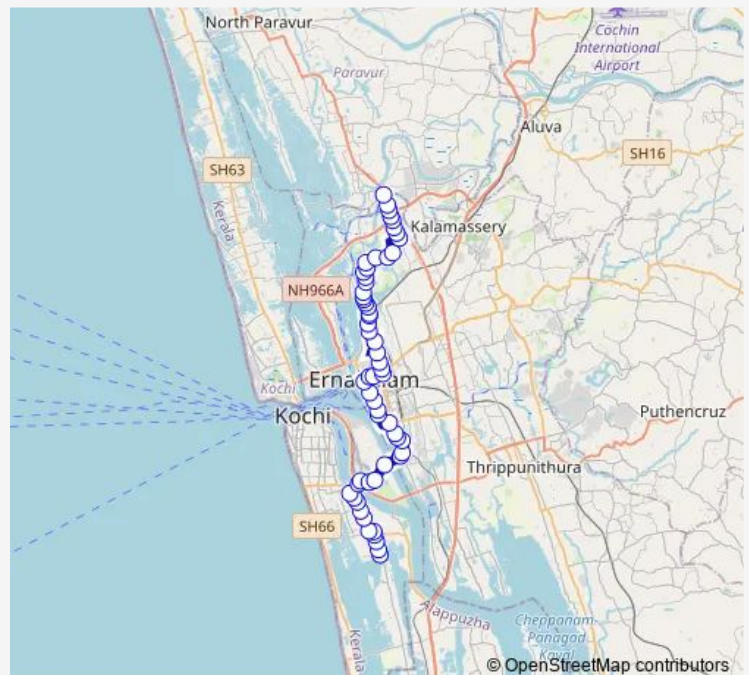 North Paravur
Cochin
International
Airport
Paravur
Aluva
SH16
SH63
Kerala
Kalamassery
NH966A
Kochi
Ernakulam
Kochi
Puthencruz
Thrippunithura
SH66
Alappuzha
Cheppanam-
Panagad
Kayal
Kerala
© OpenStreetMap contributors